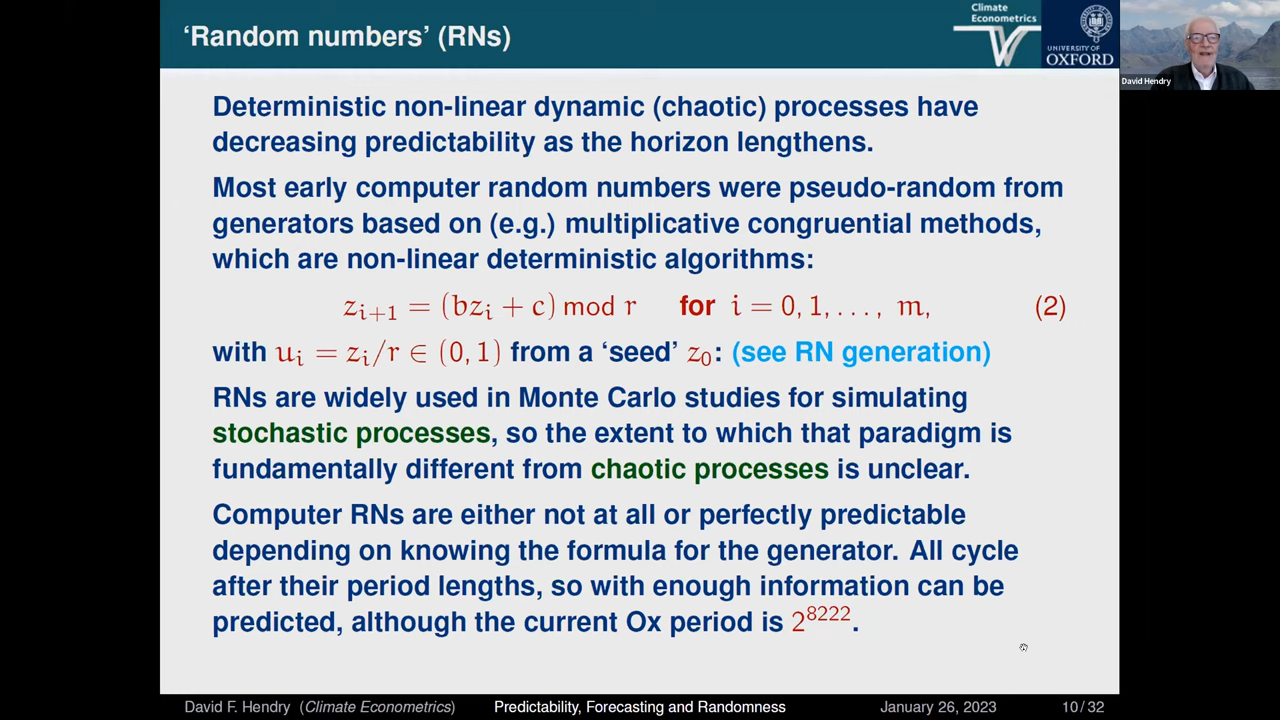 'Random numbers' (RNs)
Climate
Econometrics
UNIVERSITY OF
OXFORD
David Hendry
Deterministic non-linear dynamic (chaotic) processes have
decreasing predictability as the horizon lengthens.
Most early computer random numbers were pseudo-random from
generators based on (e.g.) multiplicative congruential methods,
which are non-linear deterministic algorithms:
zᵢ₊₁ = (bzᵢ + c) mod r for i = 0, 1, . . . , m, (2)
with uᵢ = zᵢ/r ∈ (0, 1) from a 'seed' z₀: (see RN generation)
RNs are widely used in Monte Carlo studies for simulating
stochastic processes, so the extent to which that paradigm is
fundamentally different from chaotic processes is unclear.
Computer RNs are either not at all or perfectly predictable
depending on knowing the formula for the generator. All cycle
after their period lengths, so with enough information can be
predicted, although the current Ox period is 2⁸²²².
David F. Hendry (Climate Econometrics) Predictability, Forecasting and Randomness January 26, 2023 10/32